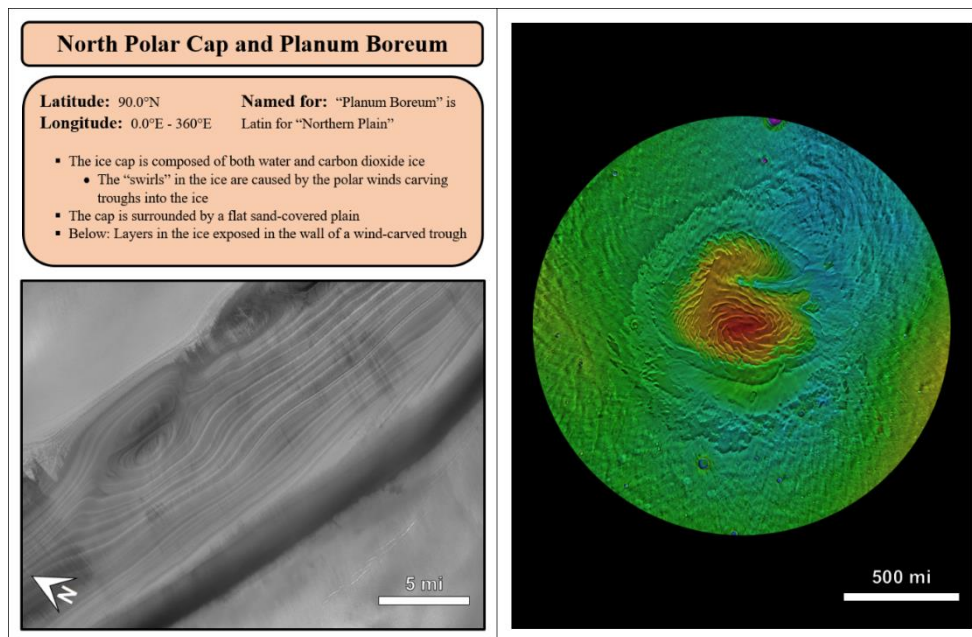 North Polar Cap and Planum Boreum
Latitude: 90.0°N
Longitude: 0.0°E - 360°E
Named for: “Planum Boreum” is
Latin for “Northern Plain”
▪ The ice cap is composed of both water and carbon dioxide ice
• The “swirls” in the ice are caused by the polar winds carving
troughs into the ice
▪ The cap is surrounded by a flat sand-covered plain
▪ Below: Layers in the ice exposed in the wall of a wind-carved trough
N
5 mi
500 mi